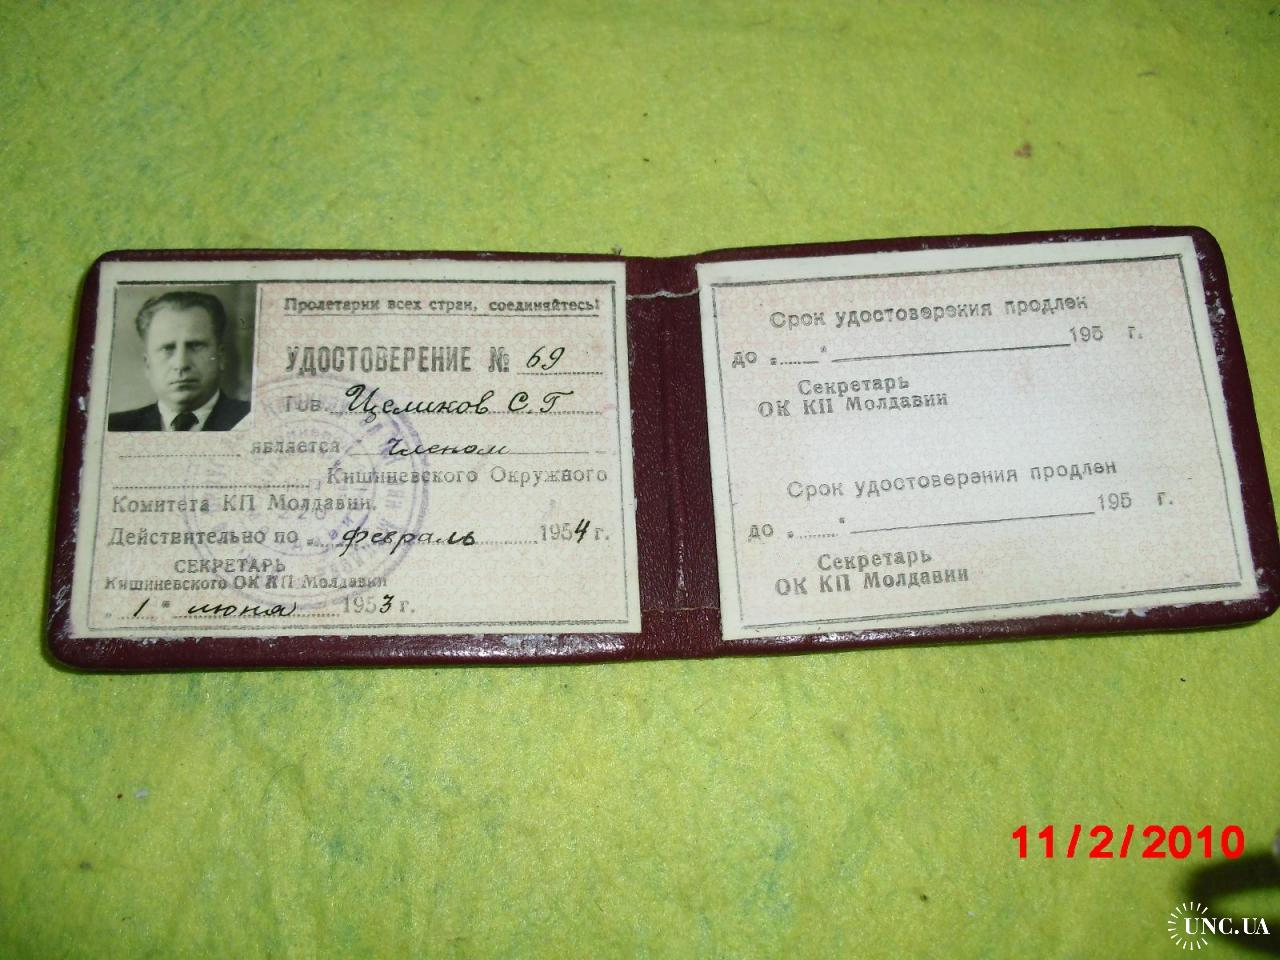 Пролетарии всех стран, соединяйтесь!
УДОСТОВЕРЕНИЕ № 69
Тов. Целиков С.Г.
является членом
Кишиневского Окружного
Комитета КП Молдавии.
Действительно по „ февраль 1954 г.
СЕКРЕТАРЬ
Кишиневского ОК КП Молдавии
„ 1 " июня 1953 г.
Срок удостоверения продлен
до „ " 195 г.
Секретарь
ОК КП Молдавии
Срок удостоверения продлен
до „ " 195 г.
Секретарь
ОК КП Молдавии
11/2/2010
UNC.UA